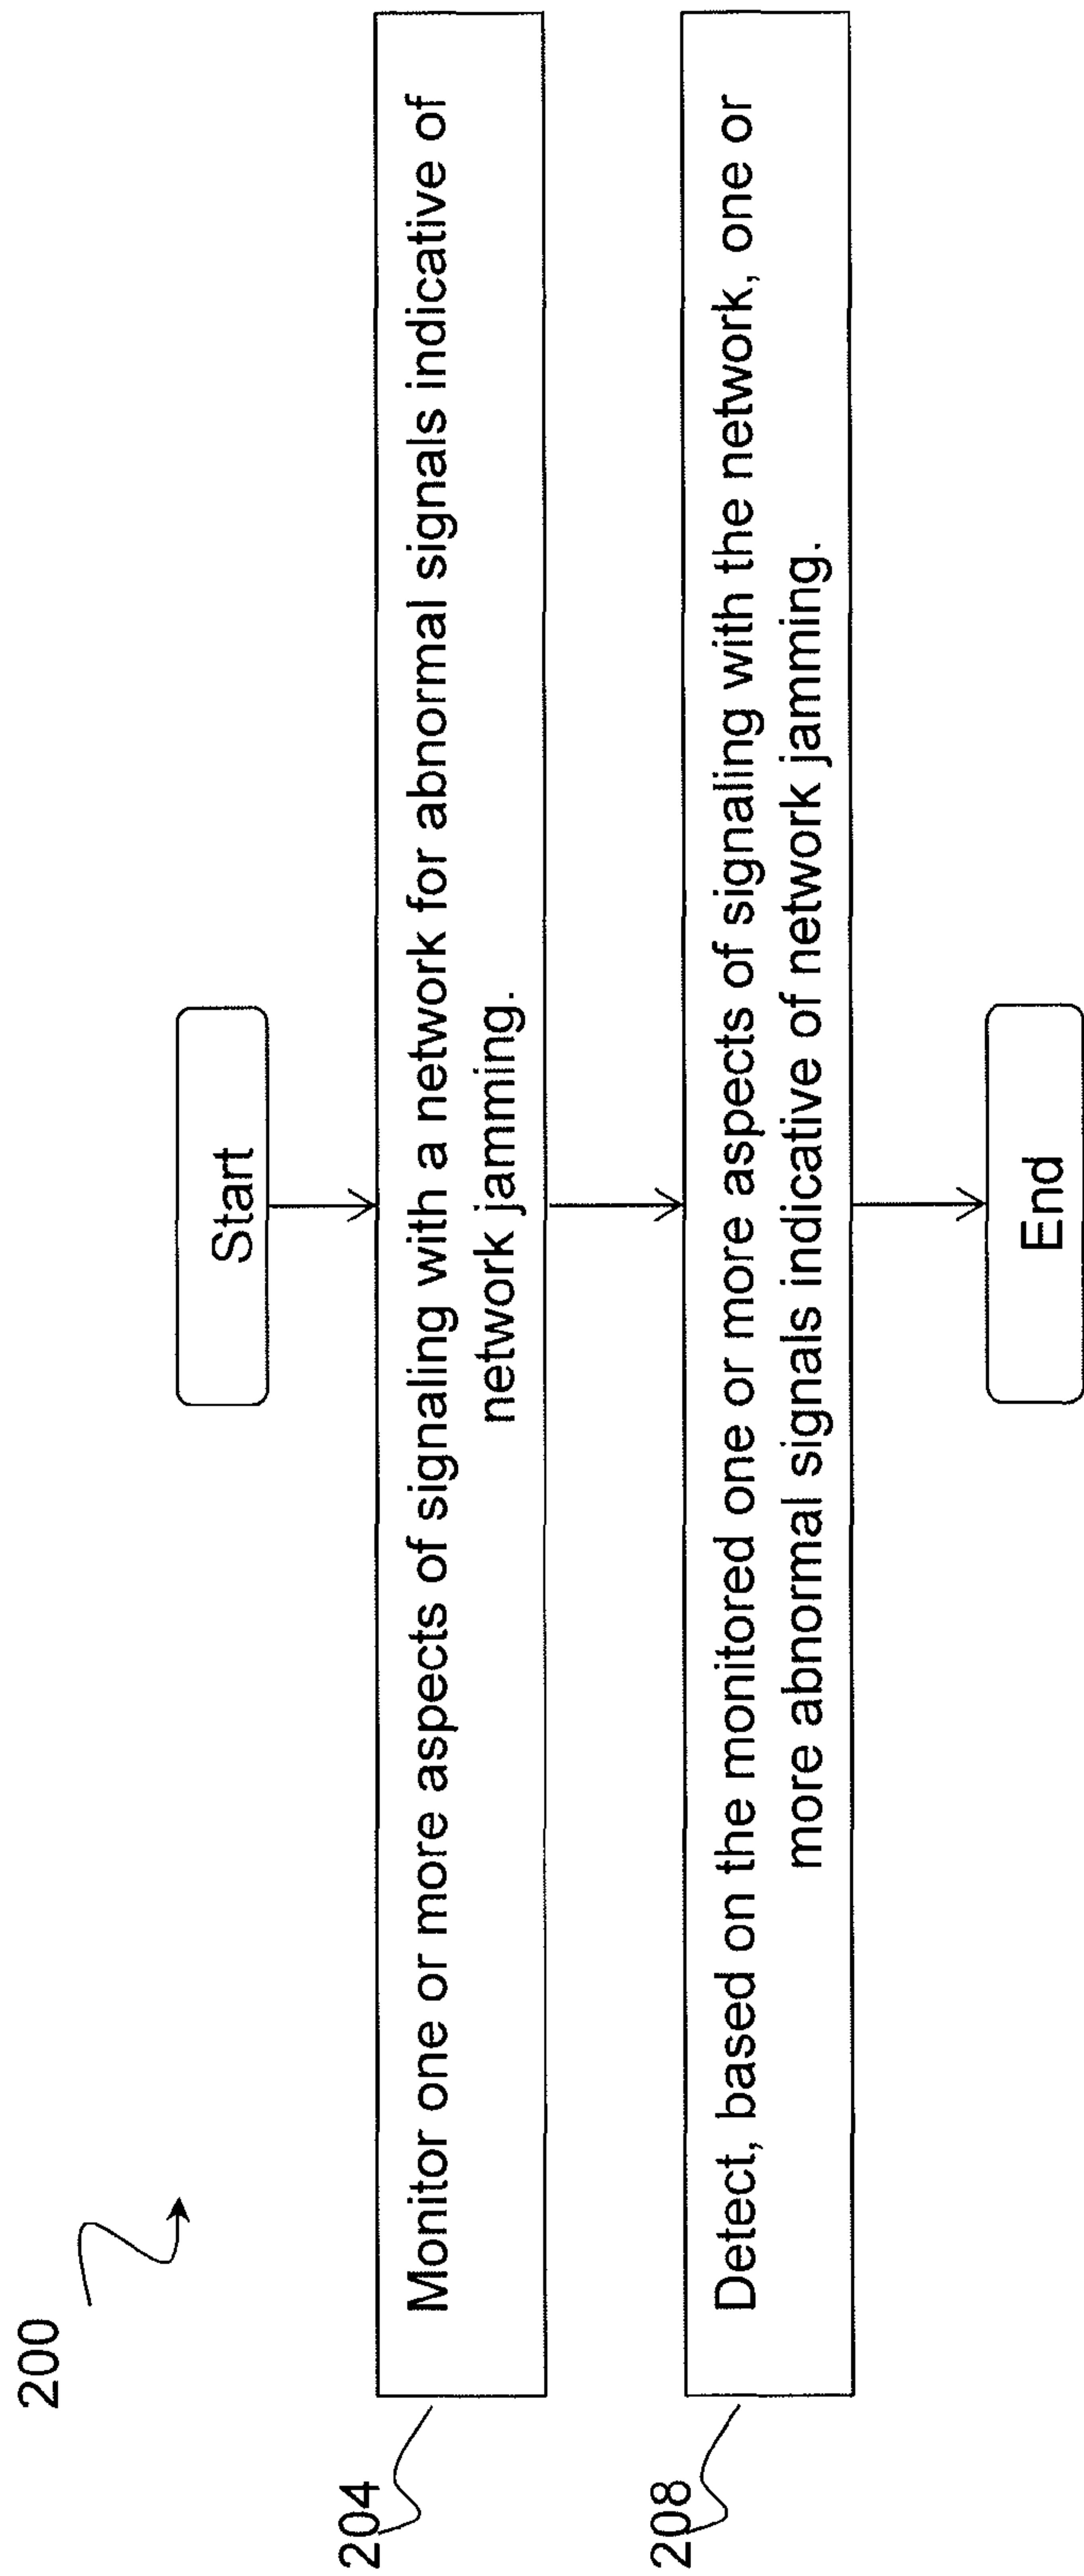 200
Start
204
Monitor one or more aspects of signaling with a network for abnormal signals indicative of
network jamming.
208
Detect, based on the monitored one or more aspects of signaling with the network, one or
more abnormal signals indicative of network jamming.
End